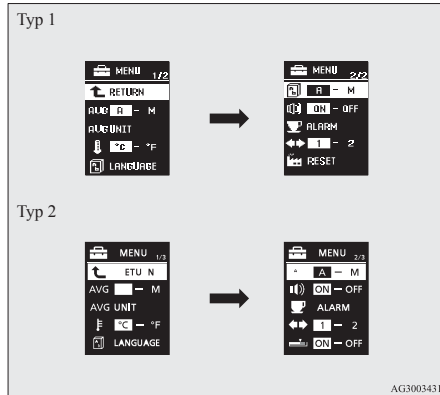 Typ 1
MENU 1/2
RETURN
AVG A - M
AVG UNIT
°C - °F
LANGUAGE
MENU 2/2
A - M
ON - OFF
ALARM
1 - 2
RESET
Typ 2
MENU 1/3
ETU N
AVG — M
AVG UNIT
°C — °F
LANGUAGE
MENU 2/3
A — M
ON — OFF
ALARM
1 — 2
ON — OFF
AG3003431